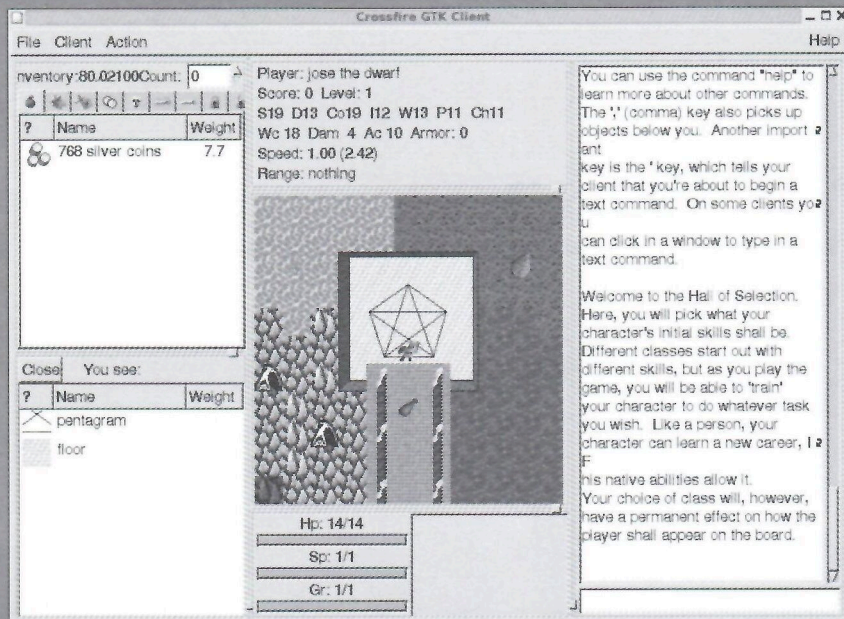 Crossfire GTK Client
File Client Action Help
nventory:80.02100Count: 0
? Name Weight
768 silver coins 7.7
Close You see:
? Name Weight
pentagram
floor
Player: jose the dwarf
Score: 0 Level: 1
S19 D13 Co19 I12 W13 P11 Ch11
Wc 18 Dam 4 Ac 10 Armor: 0
Speed: 1.00 (2.42)
Range: nothing
Hp: 14/14
Sp: 1/1
Gr: 1/1
You can use the command "help" to
learn more about other commands.
The ',' (comma) key also picks up
objects below you. Another import
ant
key is the ' key, which tells your
client that you're about to begin a
text command. On some clients yo
u
can click in a window to type in a
text command.
Welcome to the Hall of Selection.
Here, you will pick what your
character's initial skills shall be.
Different classes start out with
different skills, but as you play the
game, you will be able to 'train'
your character to do whatever task
you wish. Like a person, your
character can learn a new career, I
F
his native abilities allow it.
Your choice of class will, however,
have a permanent effect on how the
player shall appear on the board.